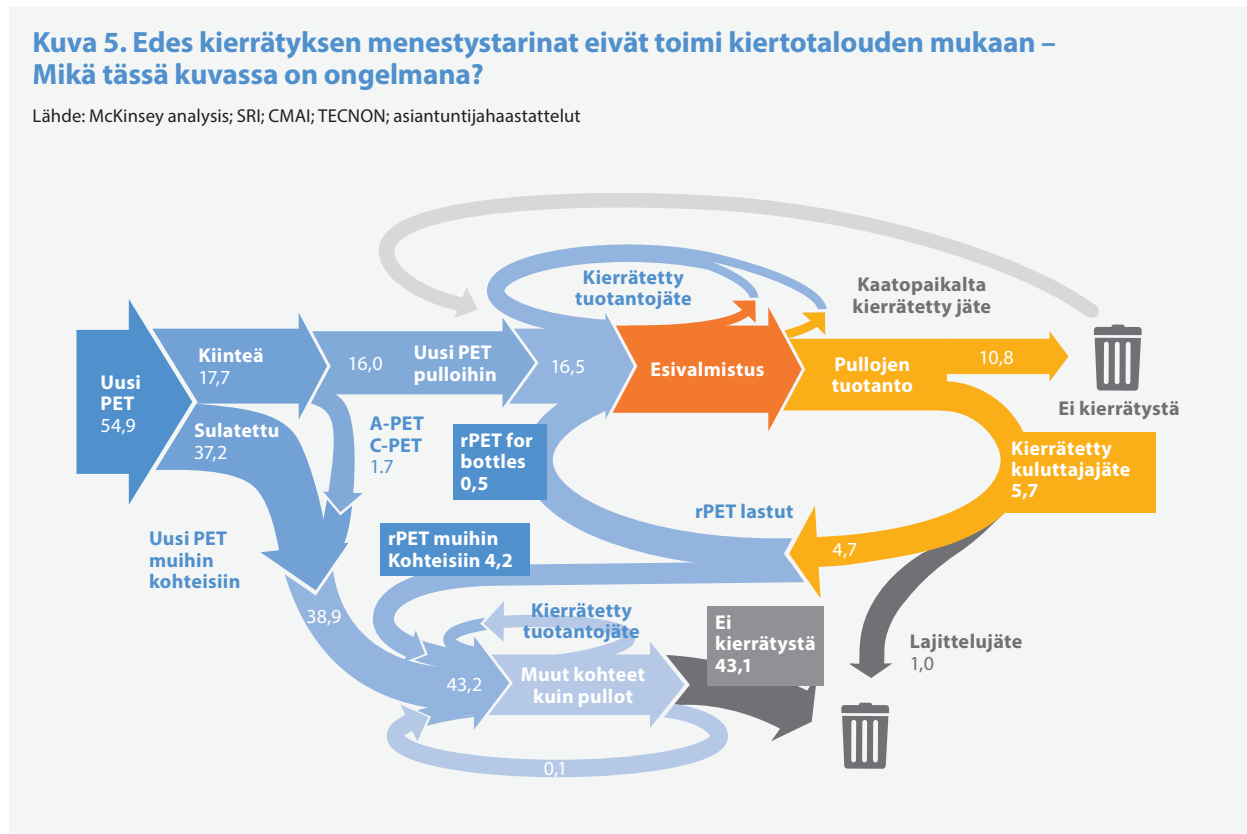 Kuva 5. Edes kierrätyksen menestystarinat eivät toimi kiertotalouden mukaan –
Mikä tässä kuvassa on ongelmana?
Lähde: McKinsey analysis; SRI; CMAI; TECNON; asiantuntijahaastattelut
Kierrätetty
tuotantojäte
Kaatopaikalta
kierrätetty jäte
Uusi
PET
54,9
Kiinteä
17,7
16,0
Uusi PET
pulloihin
16,5
Esivalmistus
Pullojen
tuotanto
10,8
Ei kierrätystä
Sulatettu
37,2
A-PET
C-PET
1.7
rPET for
bottles
0,5
Kierrätetty
kuluttajajäte
5,7
rPET lastut
4,7
Uusi PET
muihin
kohteisiin
rPET muihin
Kohteisiin 4,2
38,9
Kierrätetty
tuotantojäte
Ei
kierrätystä
43,1
Lajittelujäte
1,0
43,2
Muut kohteet
kuin pullot
0,1